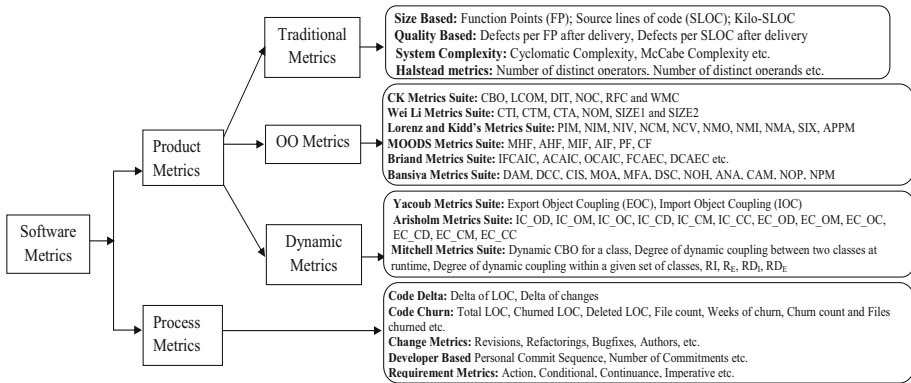 Size Based: Function Points (FP); Source lines of code (SLOC); Kilo-SLOC
Quality Based: Defects per FP after delivery, Defects per SLOC after delivery
System Complexity: Cyclomatic Complexity, McCabe Complexity etc.
Halstead metrics: Number of distinct operators, Number of distinct operands etc.
Traditional
Metrics
CK Metrics Suite: CBO, LCOM, DIT, NOC, RFC and WMC
Wei Li Metrics Suite: CTI, CTM, CTA, NOM, SIZE1 and SIZE2
Lorenz and Kidd's Metrics Suite: PIM, NIM, NIV, NCM, NCV, NMO, NMI, NMA, SIX, APPM
MOODS Metrics Suite: MHF, AHF, MIF, AIF, PF, CF
Briand Metrics Suite: IFCAIC, ACAIC, OCAIC, FCAEC, DCAEC etc.
Bansiya Metrics Suite: DAM, DCC, CIS, MOA, MFA, DSC, NOH, ANA, CAM, NOP, NPM
OO Metrics
Product
Metrics
Software
Metrics
Dynamic
Metrics
Yacoub Metrics Suite: Export Object Coupling (EOC), Import Object Coupling (IOC)
Arisholm Metrics Suite: IC_OD, IC_OM, IC_OC, IC_CD, IC_CM, IC_CC, EC_OD, EC_OM, EC_OC,
EC_CD, EC_CM, EC_CC
Mitchell Metrics Suite: Dynamic CBO for a class, Degree of dynamic coupling between two classes at
runtime, Degree of dynamic coupling within a given set of classes, RI, RE, RDI, RDE
Process
Metrics
Code Delta: Delta of LOC, Delta of changes
Code Churn: Total LOC, Churned LOC, Deleted LOC, File count, Weeks of churn, Churn count and Files
churned etc.
Change Metrics: Revisions, Refactorings, Bugfixes, Authors, etc.
Developer Based Personal Commit Sequence, Number of Commitments etc.
Requirement Metrics: Action, Conditional, Continuance, Imperative etc.